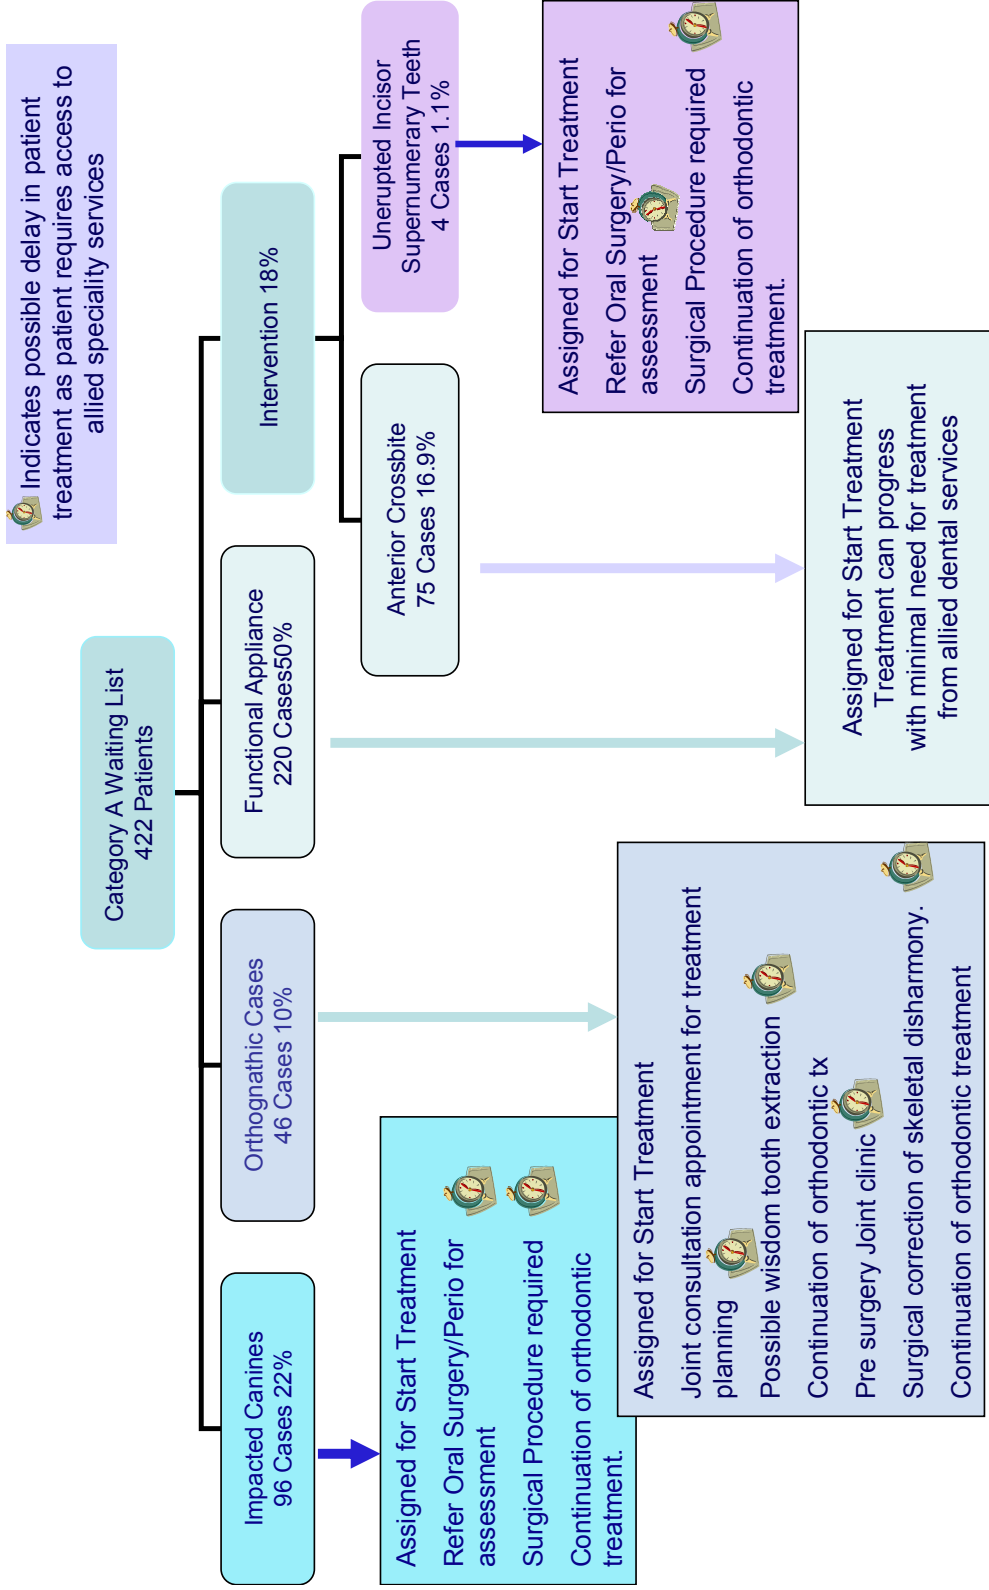 Indicates possible delay in patient
treatment as patient requires access to
allied speciality services
Category A Waiting List
422 Patients
Impacted Canines
96 Cases 22%
Orthognathic Cases
46 Cases 10%
Functional Appliance
220 Cases50%
Intervention 18%
Anterior Crossbite
75 Cases 16.9%
Unerupted Incisor
Supernumerary Teeth
4 Cases 1.1%
Assigned for Start Treatment
Refer Oral Surgery/Perio for
assessment
Surgical Procedure required
Continuation of orthodontic
treatment.
Assigned for Start Treatment
Joint consultation appointment for treatment
planning
Possible wisdom tooth extraction
Continuation of orthodontic tx
Pre surgery Joint clinic
Surgical correction of skeletal disharmony.
Continuation of orthodontic treatment
Assigned for Start Treatment
Treatment can progress
with minimal need for treatment
from allied dental services
Assigned for Start Treatment
Refer Oral Surgery/Perio for
assessment
Surgical Procedure required
Continuation of orthodontic
treatment.